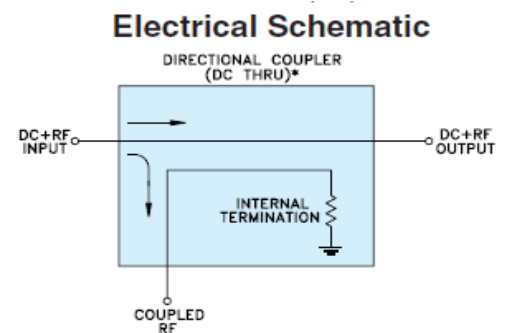 Electrical Schematic
DIRECTIONAL COUPLER
(DC THRU)*
DC+RF
INPUT
DC+RF
OUTPUT
INTERNAL
TERMINATION
COUPLED
RF